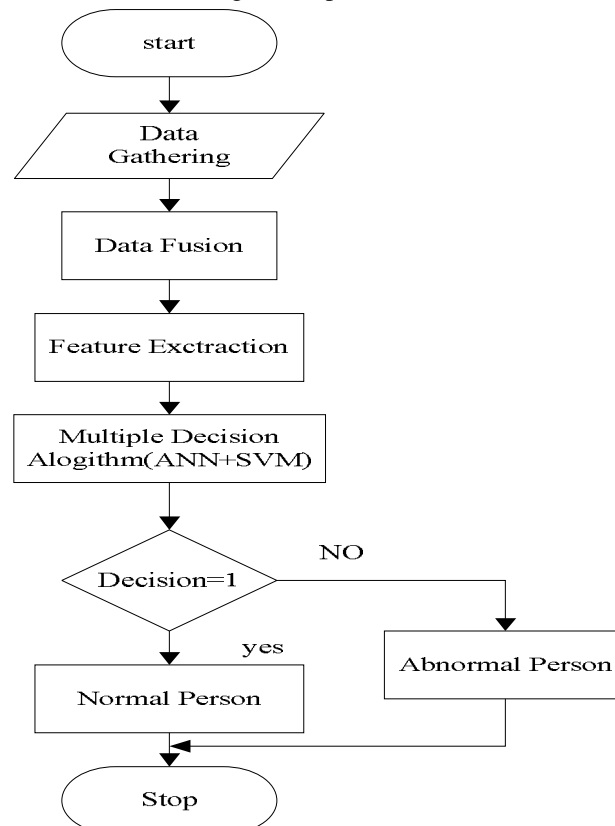 start
Data
Gathering
Data Fusion
Feature Exctraction
Multiple Decision
Alogithm(ANN+SVM)
Decision=1
NO
yes
Abnormal Person
Normal Person
Stop